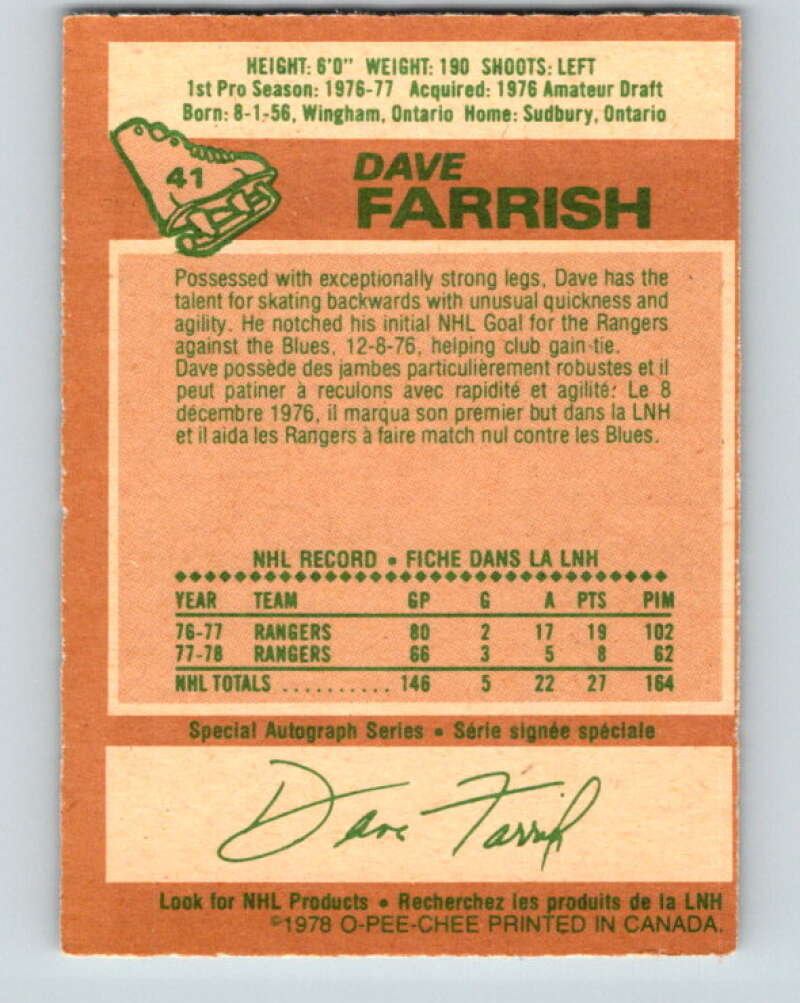 HEIGHT: 6'0" WEIGHT: 190 SHOOTS: LEFT
1st Pro Season: 1976-77 Acquired: 1976 Amateur Draft
Born: 8-1-56, Wingham, Ontario Home: Sudbury, Ontario
41
DAVE
FARRISH
Possessed with exceptionally strong legs, Dave has the
talent for skating backwards with unusual quickness and
agility. He notched his initial NHL Goal for the Rangers
against the Blues, 12-8-76, helping club gain tie.
Dave possède des jambes particulièrement robustes et il
peut patiner à reculons avec rapidité et agilité: Le 8
décembre 1976, il marqua son premier but dans la LNH
et il aida les Rangers à faire match nul contre les Blues.
NHL RECORD • FICHE DANS LA LNH
YEAR TEAM GP G A PTS PIM
76-77 RANGERS 80 2 17 19 102
77-78 RANGERS 66 3 5 8 62
NHL TOTALS .......... 146 5 22 27 164
Special Autograph Series • Série signée spéciale
Dave Farrish
Look for NHL Products • Recherchez les produits de la LNH
©1978 O-PEE-CHEE PRINTED IN CANADA.